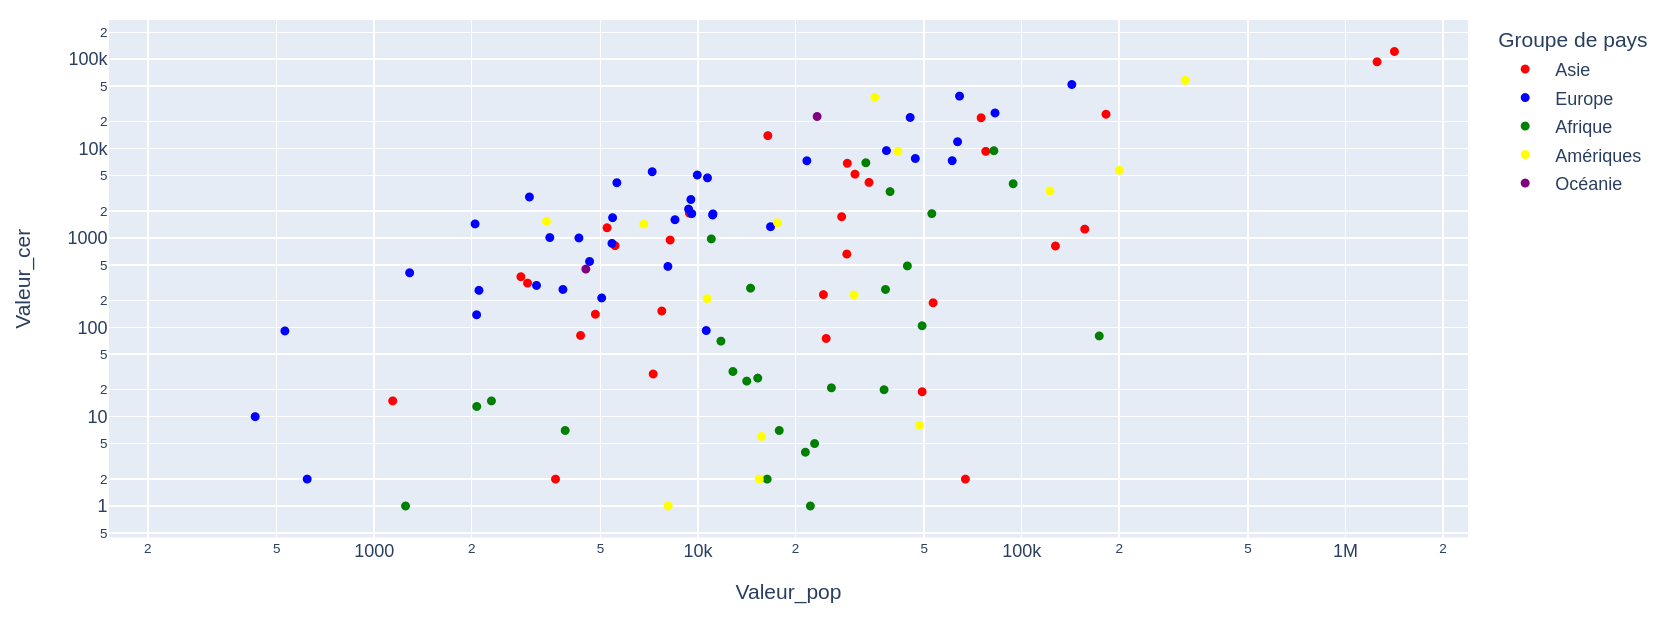 Groupe de pays
Asie
Europe
Afrique
Amériques
Océanie
Valeur_cer
2
100k
5
2
10k
5
2
1000
5
2
100
5
2
10
5
2
1
5
2 5 1000 2 5 10k 2 5 100k 2 5 1M 2
Valeur_pop